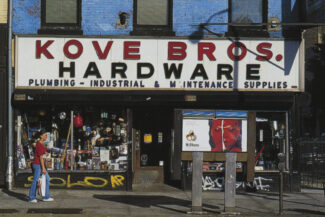 KOVE BROS.
HARDWARE
PLUMBING - INDUSTRIAL & M INTENANCE SUPPLIES